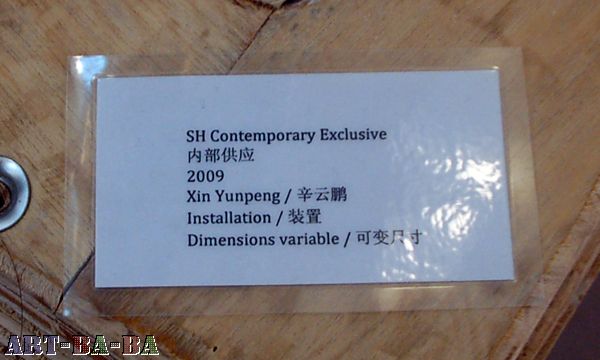 SH Contemporary Exclusive
内部供应
2009
Xin Yunpeng / 辛云鹏
Installation / 装置
Dimensions variable / 可变尺寸
ART-BA-BA